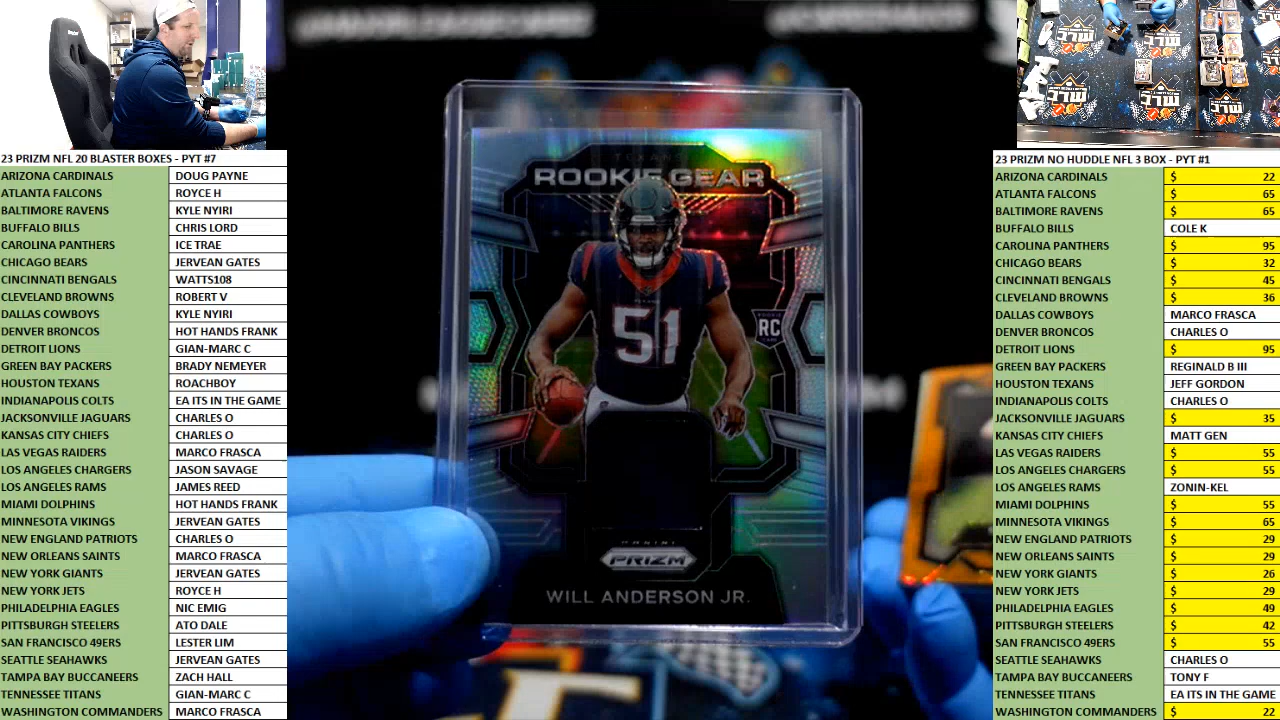 23 PRIZM NFL 20 BLASTER BOXES - PYT #7
ARIZONA CARDINALS DOUG PAYNE
ATLANTA FALCONS ROYCE H
BALTIMORE RAVENS KYLE NYIRI
BUFFALO BILLS CHRIS LORD
CAROLINA PANTHERS ICE TRAE
CHICAGO BEARS JERVEAN GATES
CINCINNATI BENGALS WATTS108
CLEVELAND BROWNS ROBERT V
DALLAS COWBOYS KYLE NYIRI
DENVER BRONCOS HOT HANDS FRANK
DETROIT LIONS GIAN-MARC C
GREEN BAY PACKERS BRADY NEMEYER
HOUSTON TEXANS ROACHBOY
INDIANAPOLIS COLTS EA ITS IN THE GAME
JACKSONVILLE JAGUARS CHARLES O
KANSAS CITY CHIEFS CHARLES O
LAS VEGAS RAIDERS MARCO FRASCA
LOS ANGELES CHARGERS JASON SAVAGE
LOS ANGELES RAMS JAMES REED
MIAMI DOLPHINS HOT HANDS FRANK
MINNESOTA VIKINGS JERVEAN GATES
NEW ENGLAND PATRIOTS CHARLES O
NEW ORLEANS SAINTS MARCO FRASCA
NEW YORK GIANTS JERVEAN GATES
NEW YORK JETS ROYCE H
PHILADELPHIA EAGLES NIC EMIG
PITTSBURGH STEELERS ATO DALE
SAN FRANCISCO 49ERS LESTER LIM
SEATTLE SEAHAWKS JERVEAN GATES
TAMPA BAY BUCCANEERS ZACH HALL
TENNESSEE TITANS GIAN-MARC C
WASHINGTON COMMANDERS MARCO FRASCA
TEXANS
ROOKIE GEAR
TEXANS
51
ROOKIE
RC
CARD
PANINI
PRIZM
WILL ANDERSON JR.
23 PRIZM NO HUDDLE NFL 3 BOX - PYT #1
ARIZONA CARDINALS $ 22
ATLANTA FALCONS $ 65
BALTIMORE RAVENS $ 65
BUFFALO BILLS COLE K
CAROLINA PANTHERS $ 95
CHICAGO BEARS $ 32
CINCINNATI BENGALS $ 45
CLEVELAND BROWNS $ 36
DALLAS COWBOYS MARCO FRASCA
DENVER BRONCOS CHARLES O
DETROIT LIONS $ 95
GREEN BAY PACKERS REGINALD B III
HOUSTON TEXANS JEFF GORDON
INDIANAPOLIS COLTS CHARLES O
JACKSONVILLE JAGUARS $ 35
KANSAS CITY CHIEFS MATT GEN
LAS VEGAS RAIDERS $ 55
LOS ANGELES CHARGERS $ 55
LOS ANGELES RAMS ZONIN-KEL
MIAMI DOLPHINS $ 55
MINNESOTA VIKINGS $ 65
NEW ENGLAND PATRIOTS $ 29
NEW ORLEANS SAINTS $ 29
NEW YORK GIANTS $ 26
NEW YORK JETS $ 29
PHILADELPHIA EAGLES $ 49
PITTSBURGH STEELERS $ 42
SAN FRANCISCO 49ERS $ 55
SEATTLE SEAHAWKS CHARLES O
TAMPA BAY BUCCANEERS TONY F
TENNESSEE TITANS EA ITS IN THE GAME
WASHINGTON COMMANDERS $ 22